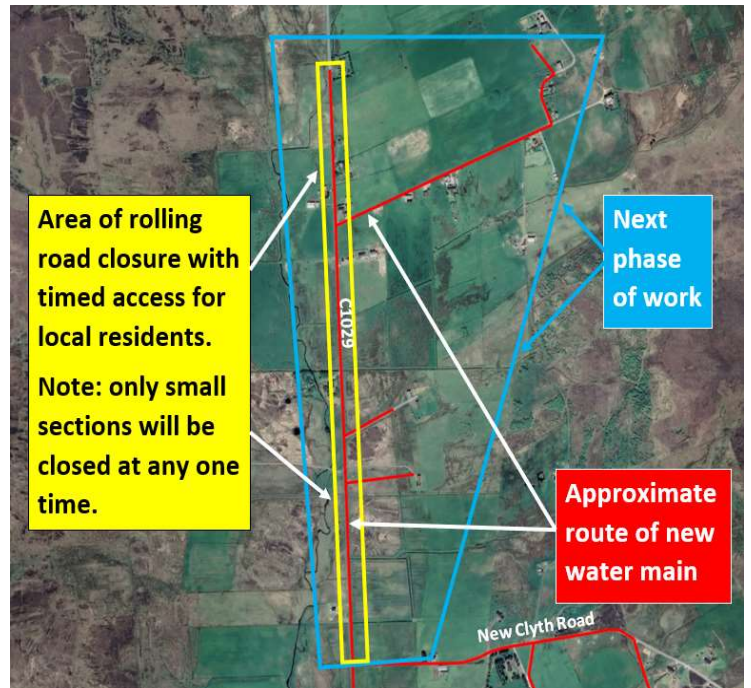 Area of rolling
road closure with
timed access for
local residents.
Note: only small
sections will be
closed at any one
time.
C1029
Next
phase
of work
Approximate
route of new
water main
New Clyth Road